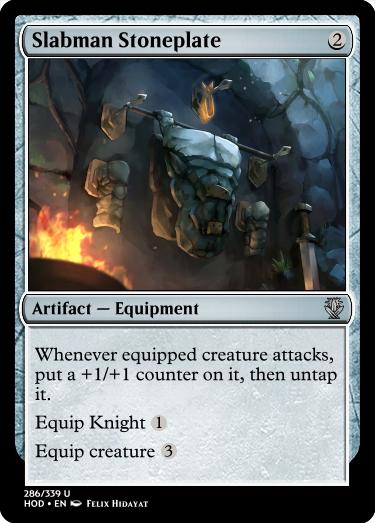 Slabman Stoneplate 2
Artifact — Equipment
Whenever equipped creature attacks,
put a +1/+1 counter on it, then untap
it.
Equip Knight 1
Equip creature 3
286/339 U
HOD • EN Felix Hidayat